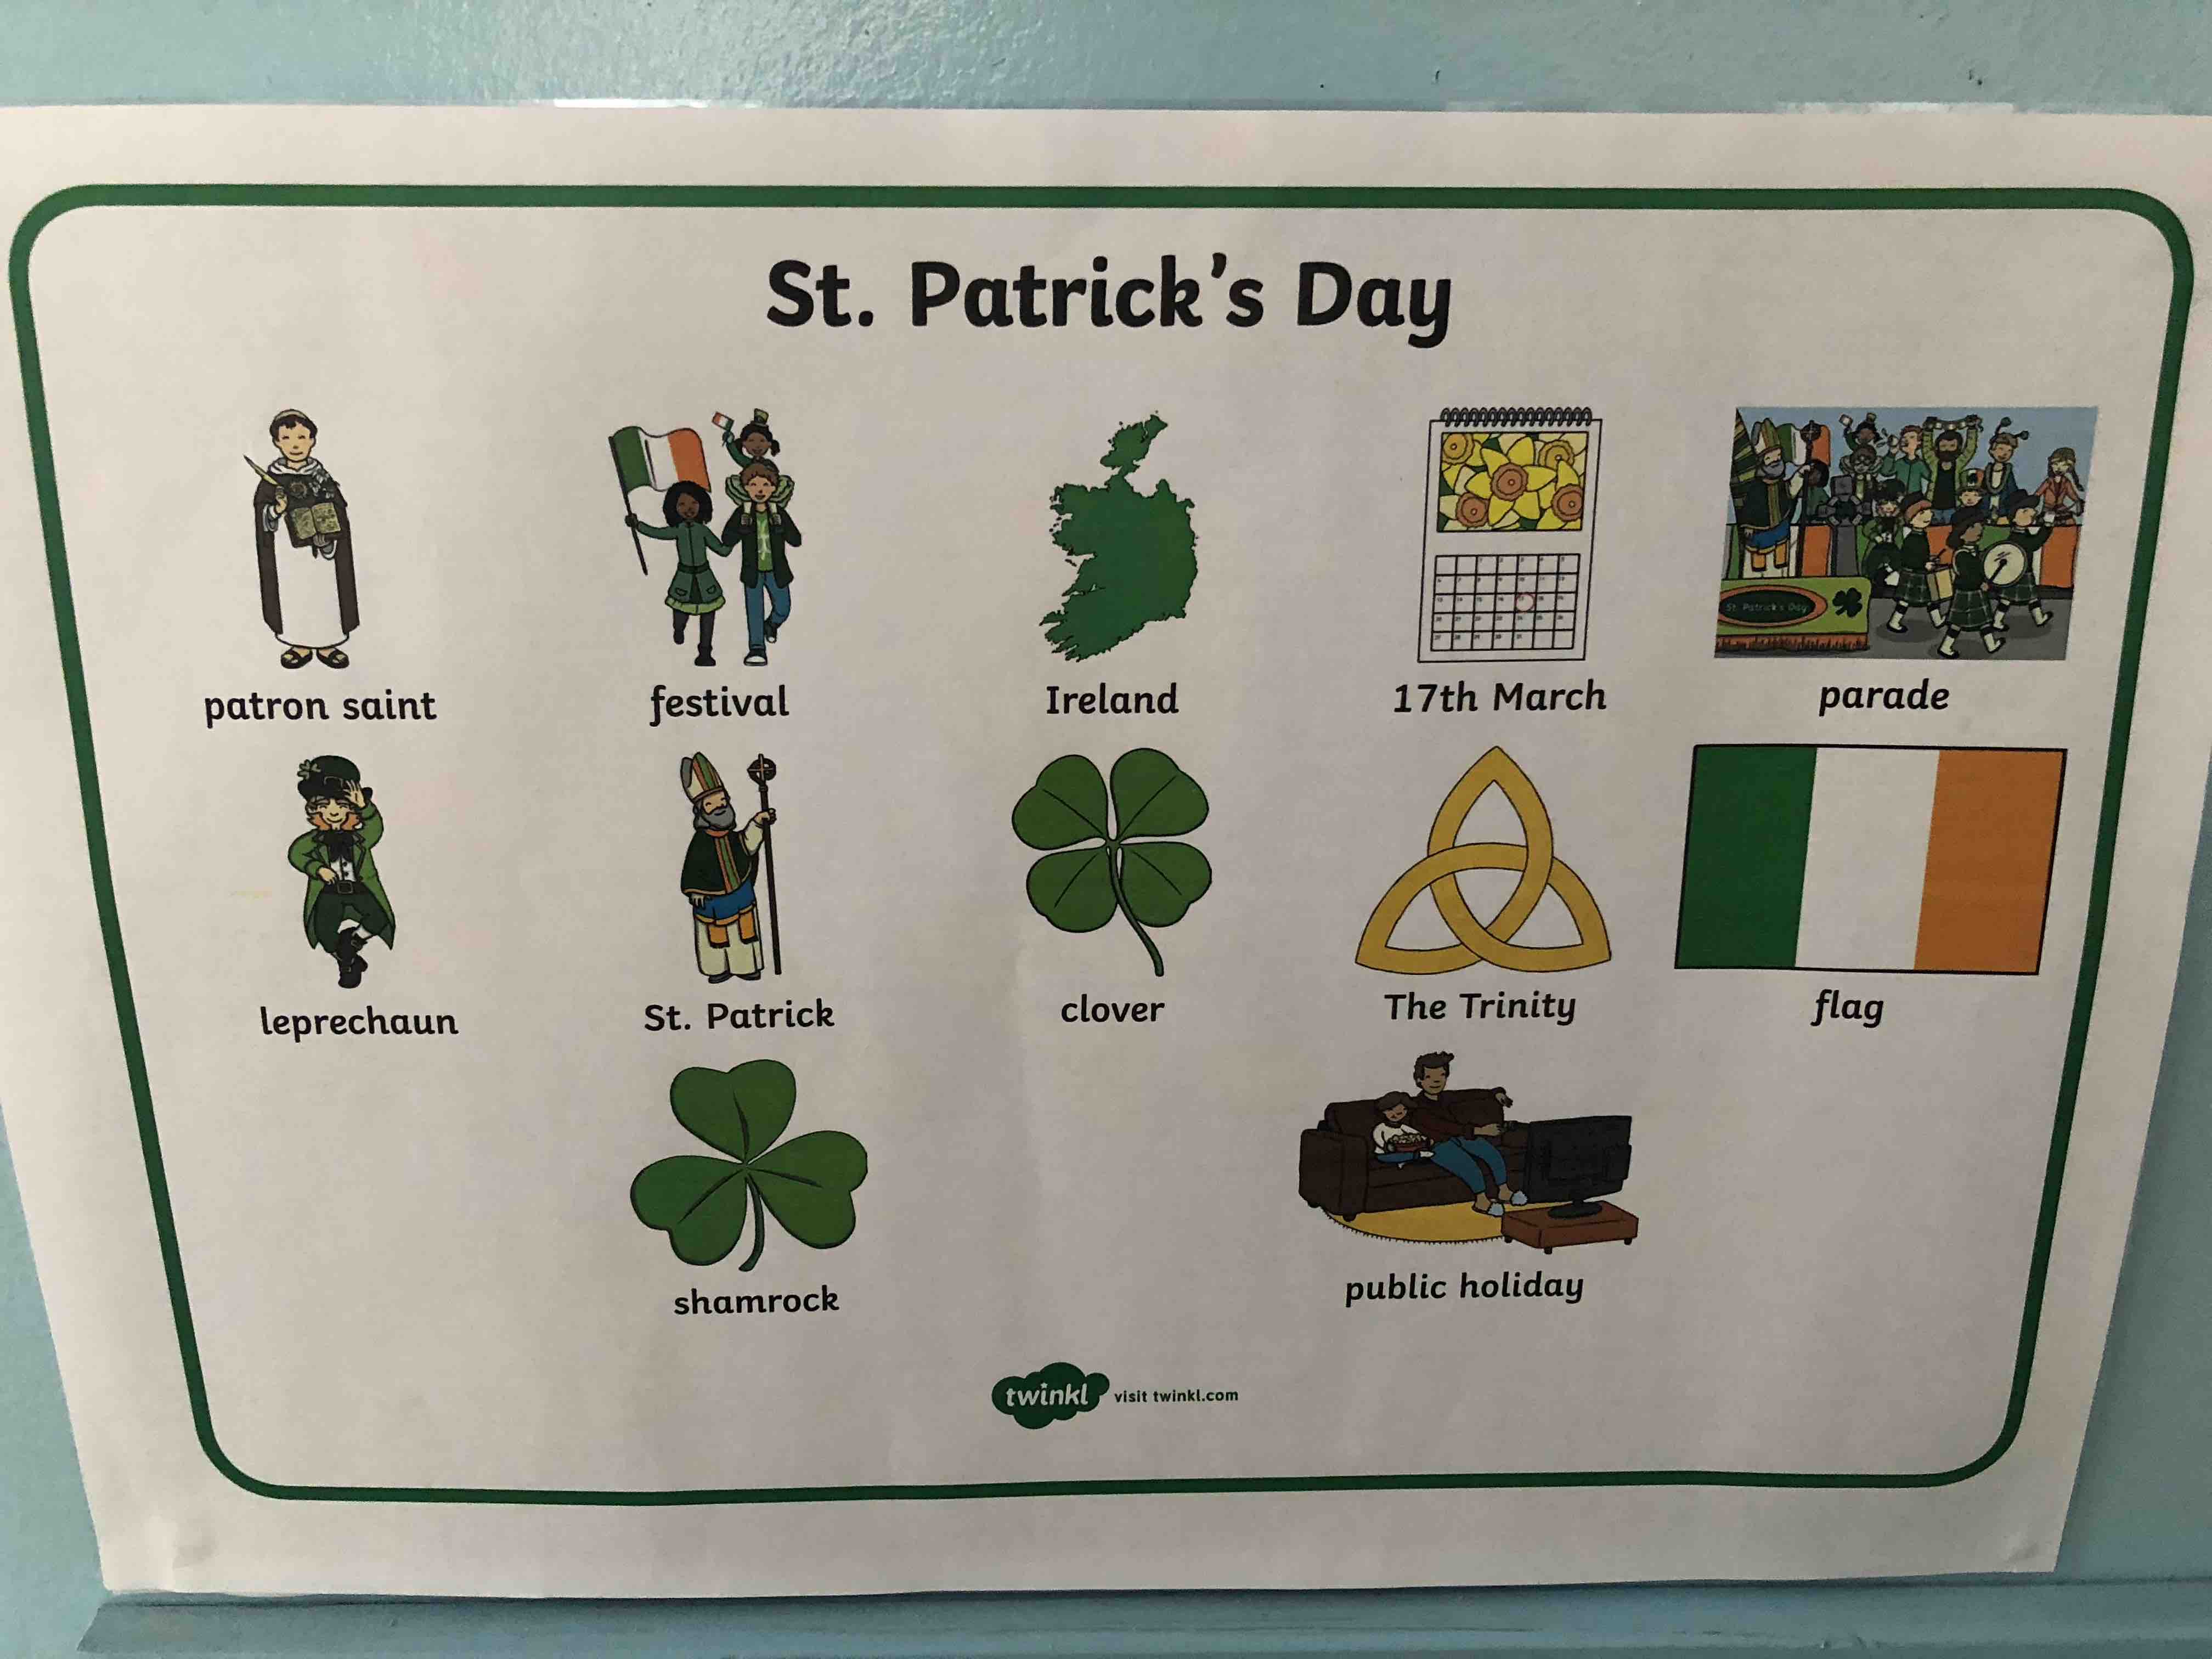 St. Patrick's Day
patron saint
festival
Ireland
17th March
parade
St. Patrick's Day
leprechaun
St. Patrick
clover
The Trinity
flag
shamrock
public holiday
twinkl visit twinkl.com